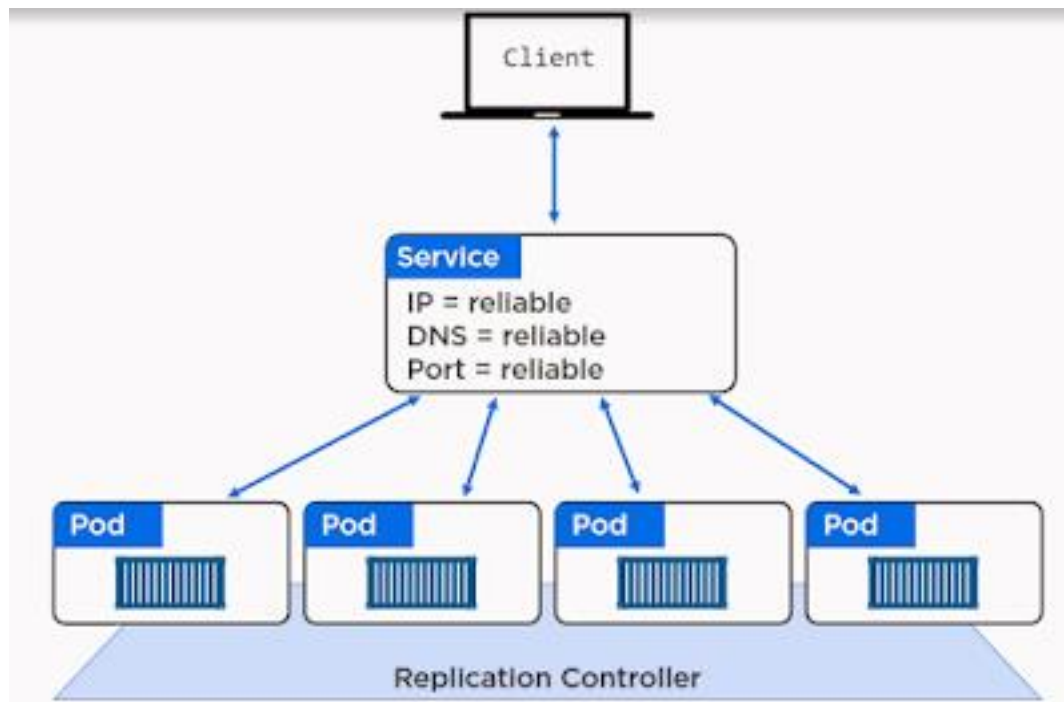 Client
Service
IP = reliable
DNS = reliable
Port = reliable
Pod
Pod
Pod
Pod
Replication Controller